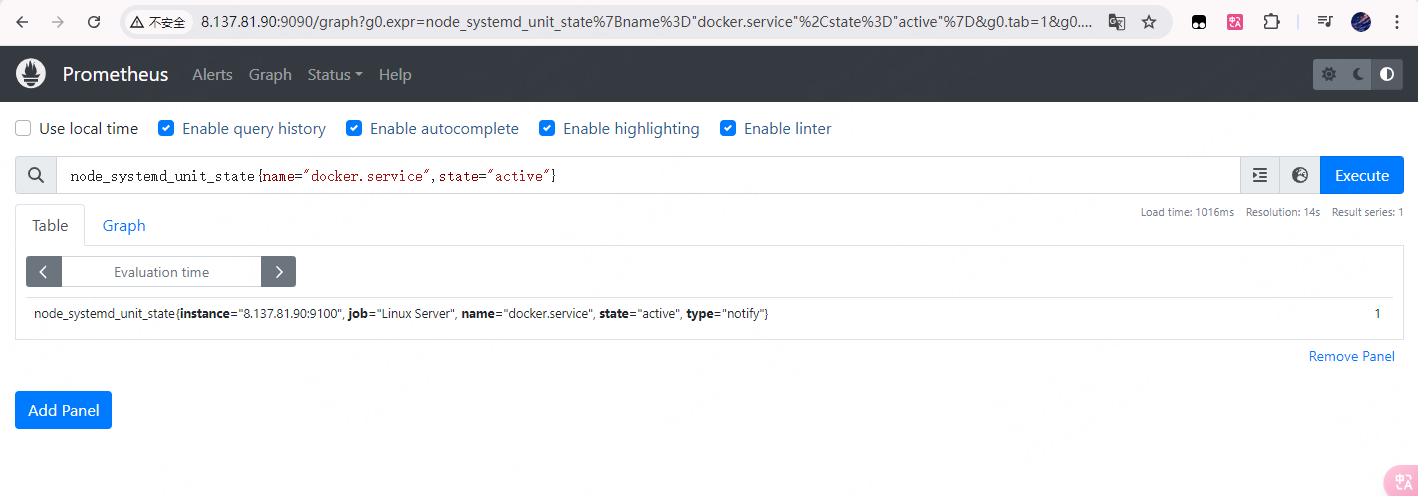 不安全 8.137.81.90:9090/graph?g0.expr=node_systemd_unit_state%7Bname%3D"docker.service"%2Cstate%3D"active"%7D&g0.tab=1&g0....
Prometheus Alerts Graph Status Help
Use local time Enable query history Enable autocomplete Enable highlighting Enable linter
node_systemd_unit_state{name="docker.service",state="active"} Execute
Load time: 1016ms Resolution: 14s Result series: 1
Table Graph
Evaluation time
node_systemd_unit_state{instance="8.137.81.90:9100", job="Linux Server", name="docker.service", state="active", type="notify"} 1
Remove Panel
Add Panel